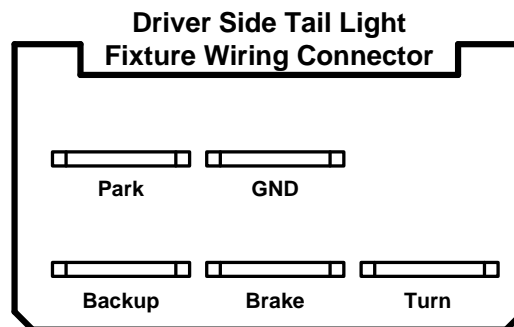 Driver Side Tail Light
Fixture Wiring Connector
Park GND
Backup Brake Turn